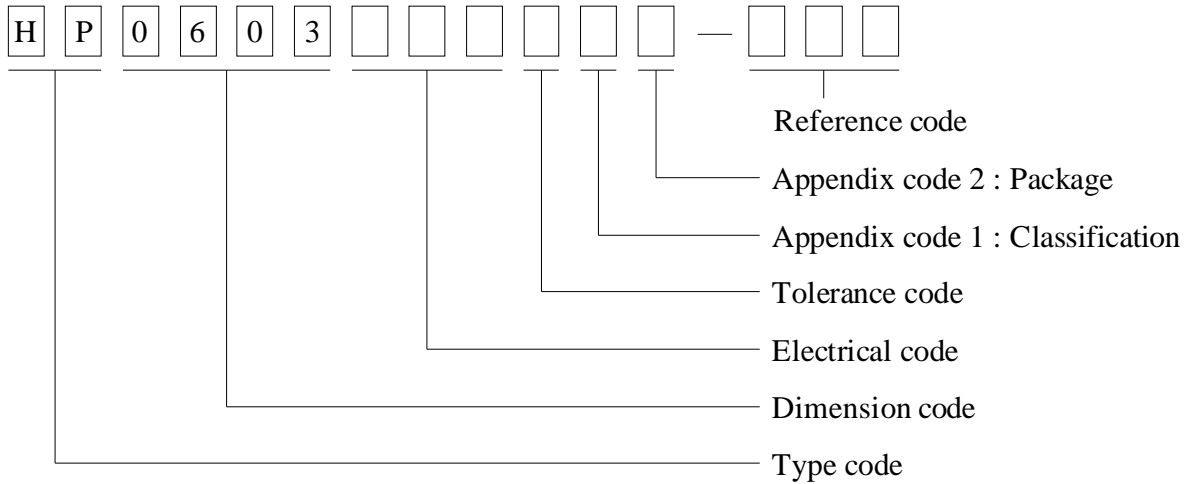 H P 0 6 0 3 —
Reference code
Appendix code 2 : Package
Appendix code 1 : Classification
Tolerance code
Electrical code
Dimension code
Type code